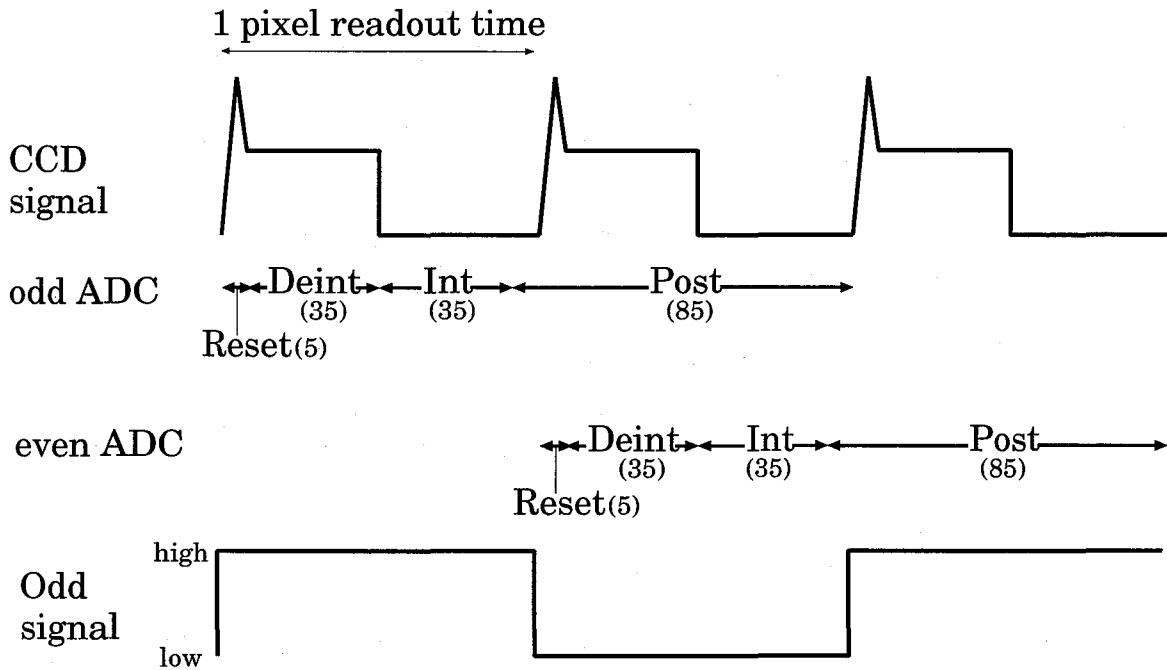 1 pixel readout time
CCD
signal
odd ADC
Deint
(35)
Int
(35)
Post
(85)
Reset(5)
even ADC
Deint
(35)
Int
(35)
Post
(85)
Reset(5)
high
Odd
signal
low